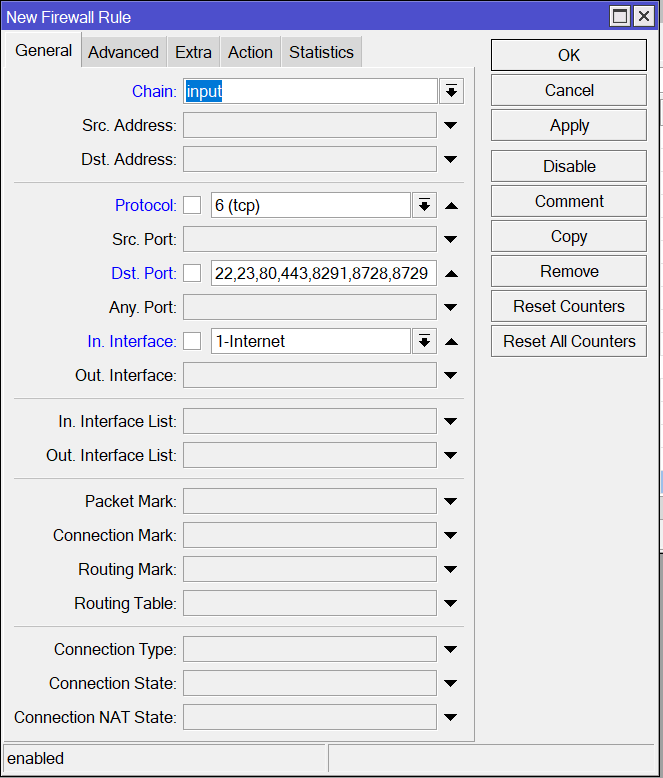 New Firewall Rule
General Advanced Extra Action Statistics
Chain: input
Src. Address:
Dst. Address:
Protocol: 6 (tcp)
Src. Port:
Dst. Port: 22,23,80,443,8291,8728,8729
Any. Port:
In. Interface: 1-Internet
Out. Interface:
In. Interface List:
Out. Interface List:
Packet Mark:
Connection Mark:
Routing Mark:
Routing Table:
Connection Type:
Connection State:
Connection NAT State:
OK
Cancel
Apply
Disable
Comment
Copy
Remove
Reset Counters
Reset All Counters
enabled